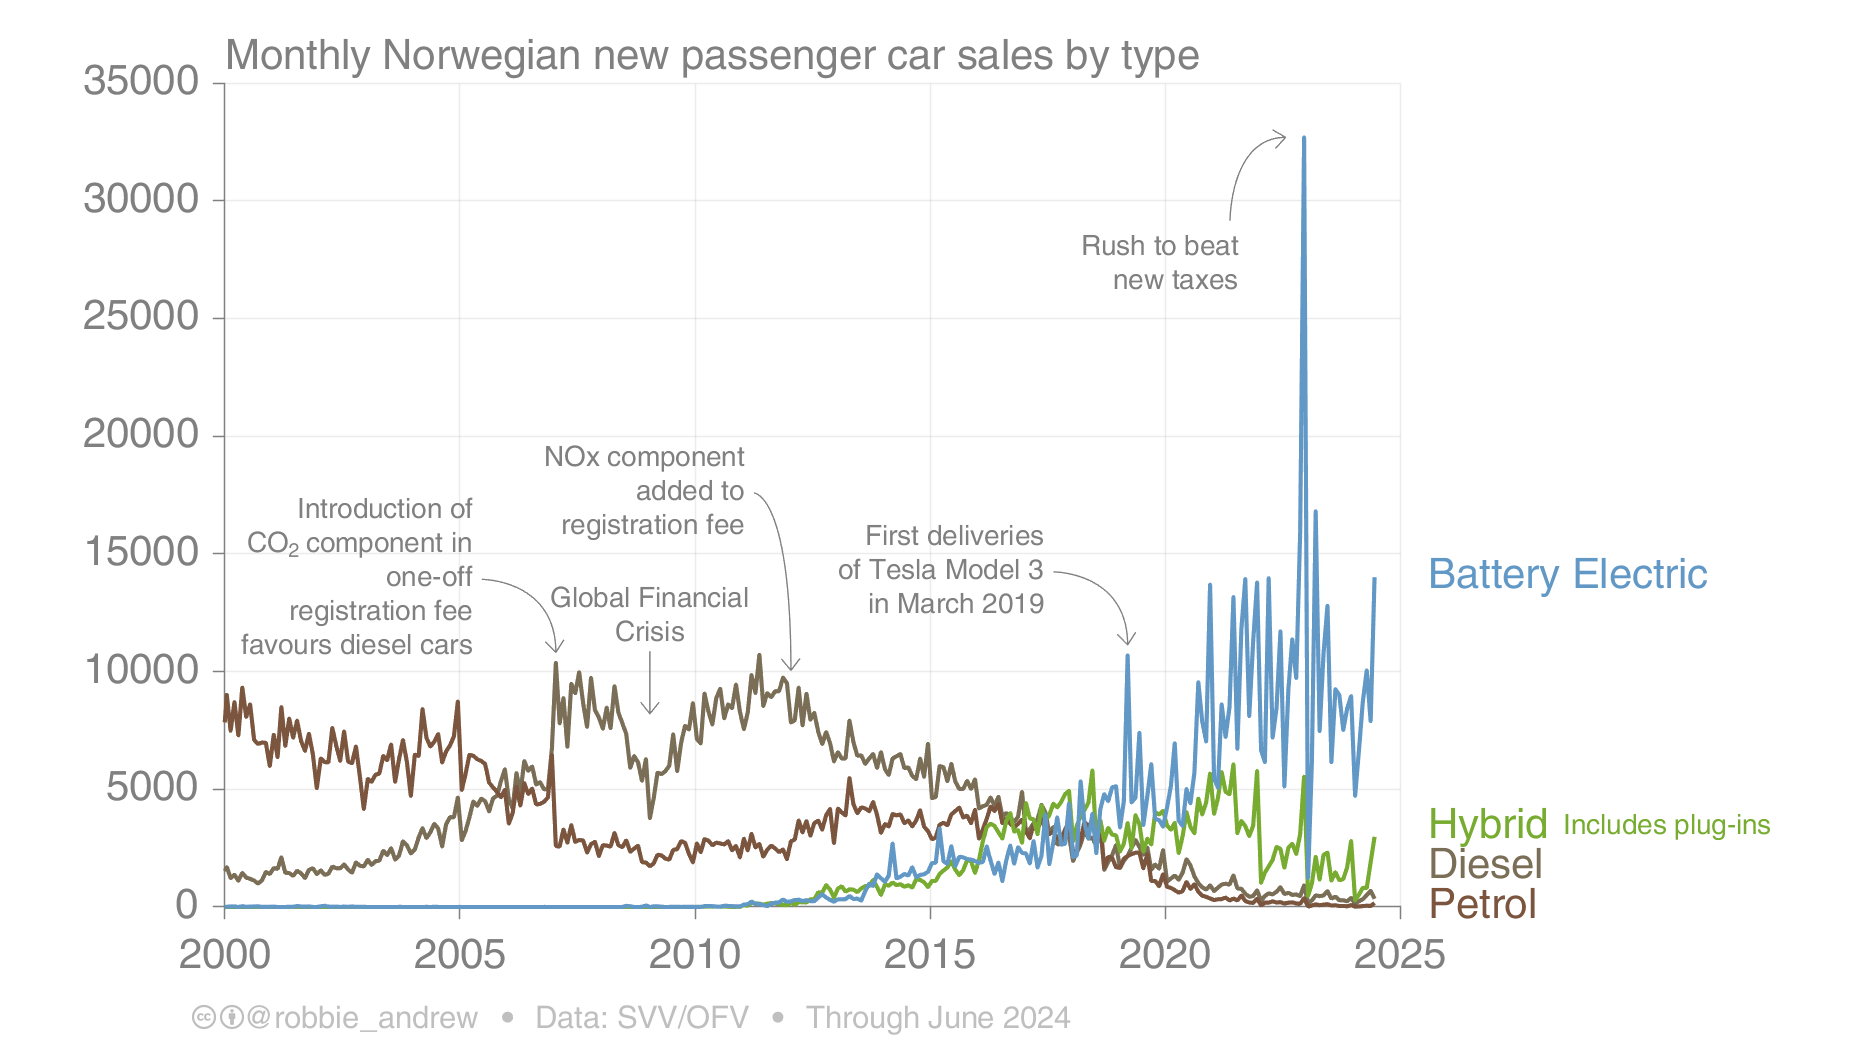 Monthly Norwegian new passenger car sales by type
35000
30000
25000
20000
15000
10000
5000
0
2000 2005 2010 2015 2020 2025
Introduction of
CO₂ component in
one-off
registration fee
favours diesel cars
Global Financial
Crisis
NOx component
added to
registration fee
First deliveries
of Tesla Model 3
in March 2019
Rush to beat
new taxes
Battery Electric
Hybrid Includes plug-ins
Diesel
Petrol
cc @robbie_andrew • Data: SVV/OFV • Through June 2024